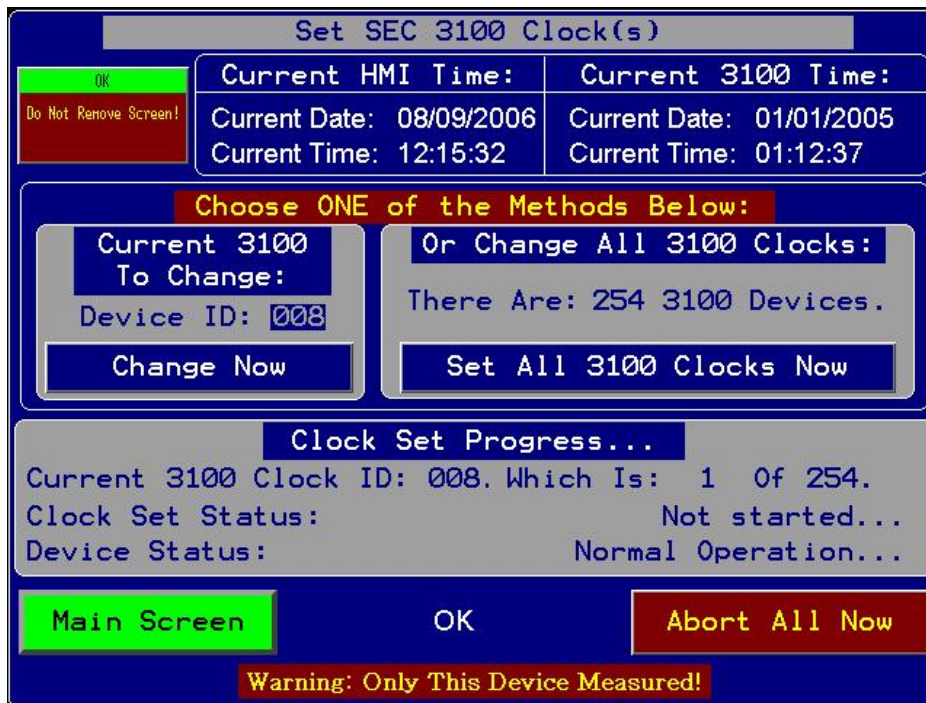 Set SEC 3100 Clock(s)
OK
Do Not Remove Screen!
Current HMI Time:
Current Date: 08/09/2006
Current Time: 12:15:32
Current 3100 Time:
Current Date: 01/01/2005
Current Time: 01:12:37
Choose ONE of the Methods Below:
Current 3100
To Change:
Device ID: 008
Change Now
Or Change All 3100 Clocks:
There Are: 254 3100 Devices.
Set All 3100 Clocks Now
Clock Set Progress...
Current 3100 Clock ID: 008. Which Is: 1 Of 254.
Clock Set Status: Not started...
Device Status: Normal Operation...
Main Screen
OK
Abort All Now
Warning: Only This Device Measured!